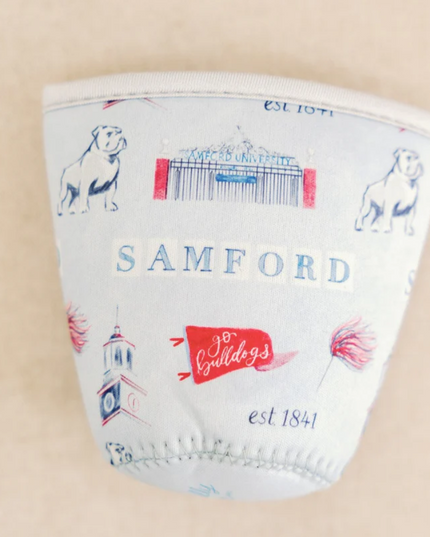 est. 1841
SAMFORD UNIVERSITY
SAMFORD
go
bulldogs
est. 1841